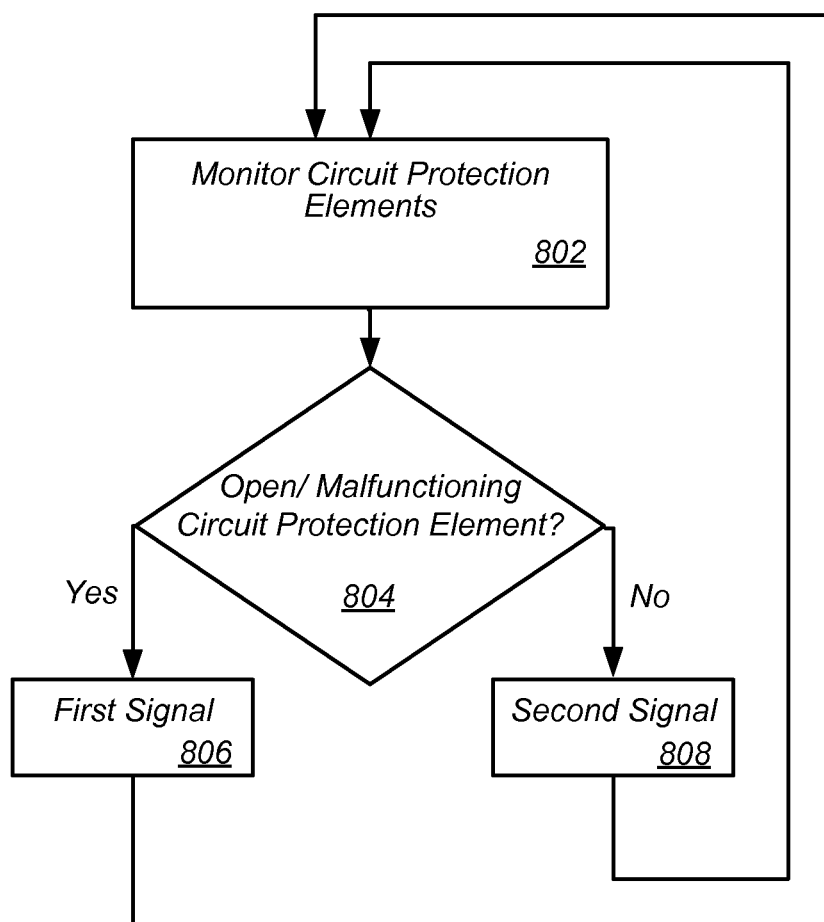 Monitor Circuit Protection
Elements
802
Open/ Malfunctioning
Circuit Protection Element?
804
Yes
No
First Signal
806
Second Signal
808